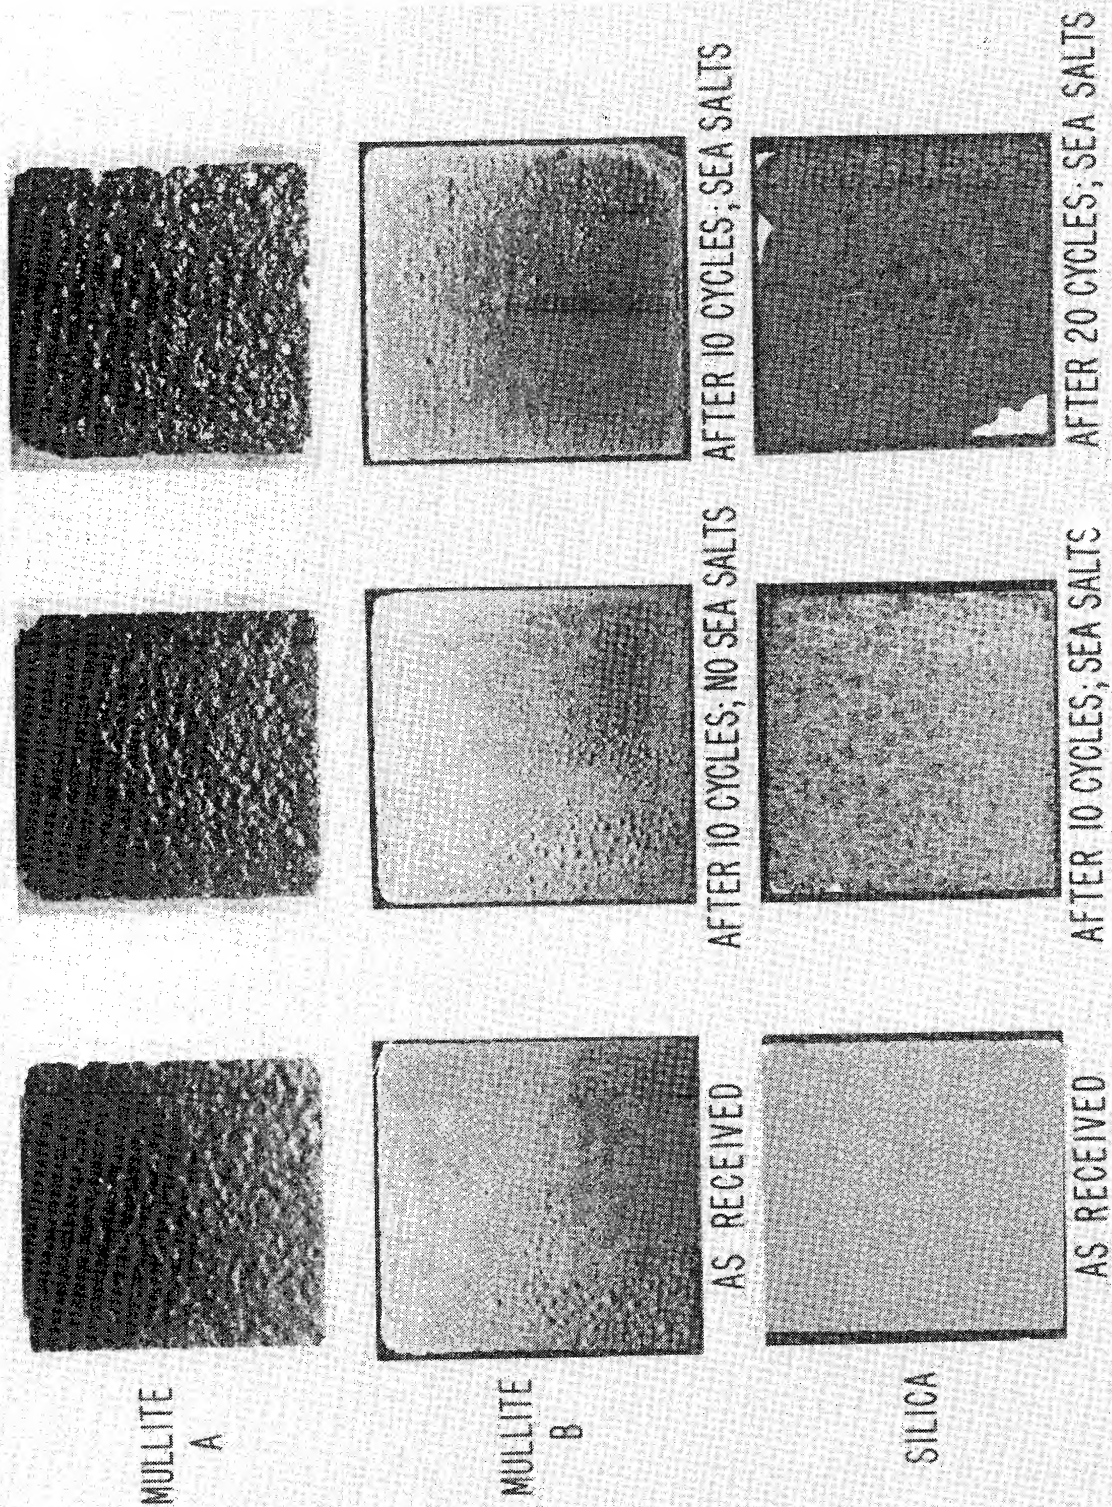 MULLITE
A
MULLITE
B
AS RECEIVED
AFTER 10 CYCLES; NO SEA SALTS
AFTER 10 CYCLES; SEA SALTS
SILICA
AS RECEIVED
AFTER 10 CYCLES; SEA SALTS
AFTER 20 CYCLES; SEA SALTS